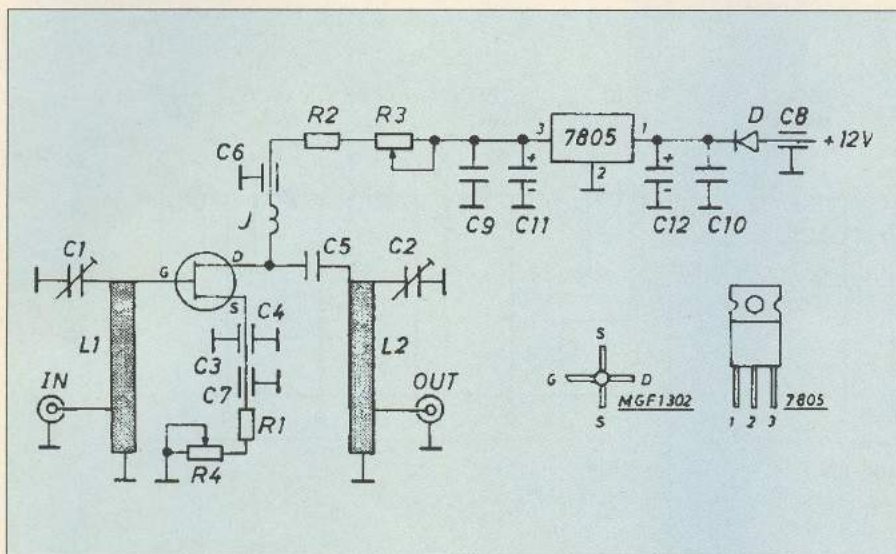 R2 R3 3 7805 1 D C8 +12V
2
C6
+ +
- -
C9 C11 C12 C10
J
C1 D C5 C2
G
S
C4
L1 L2
C3
C7
IN OUT
R1
R4
S
G D
MGF1302
S
7805
1 2 3